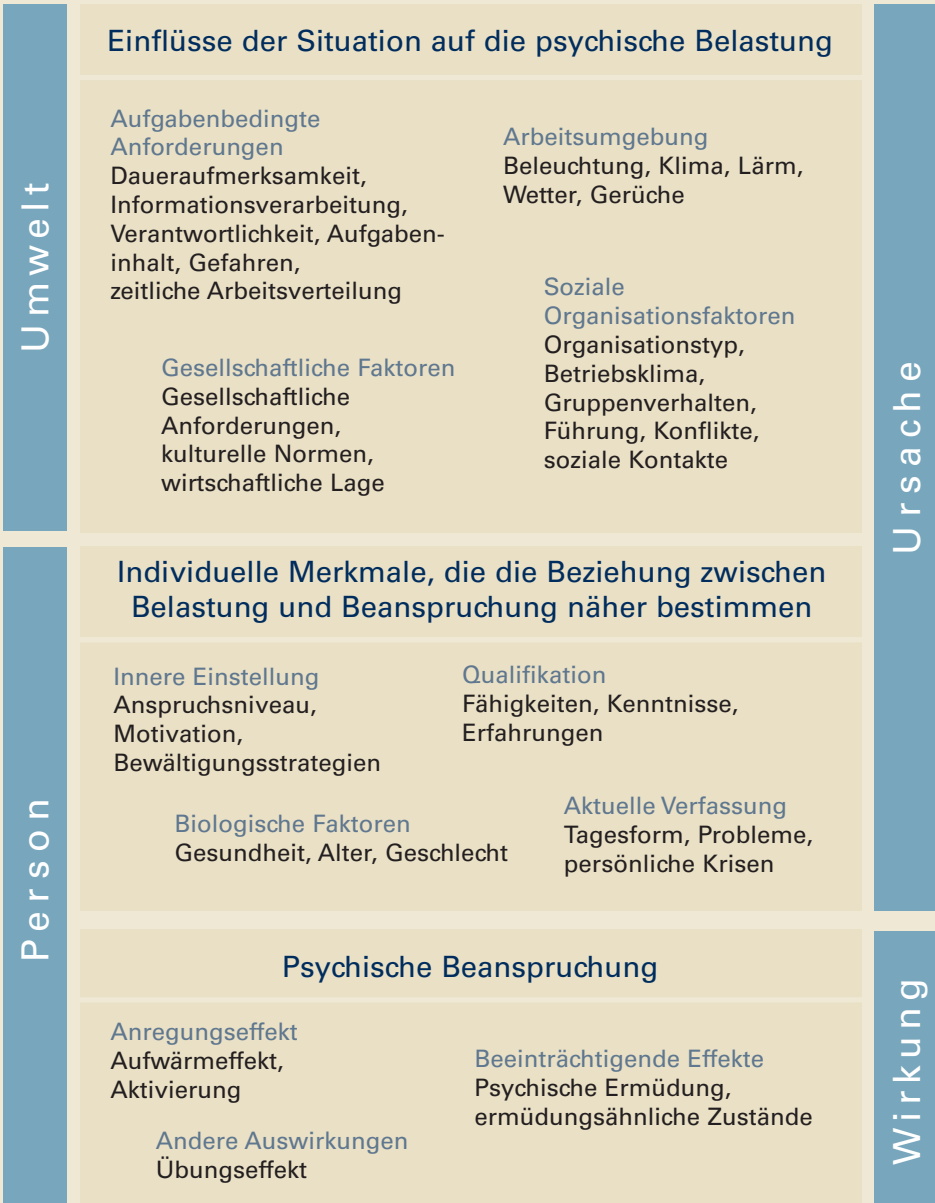 Einflüsse der Situation auf die psychische Belastung
Umwelt
Ursache
Aufgabenbedingte
Anforderungen
Daueraufmerksamkeit,
Informationsverarbeitung,
Verantwortlichkeit, Aufgaben-
inhalt, Gefahren,
zeitliche Arbeitsverteilung
Arbeitsumgebung
Beleuchtung, Klima, Lärm,
Wetter, Gerüche
Soziale
Organisationsfaktoren
Organisationstyp,
Betriebsklima,
Gruppenverhalten,
Führung, Konflikte,
soziale Kontakte
Gesellschaftliche Faktoren
Gesellschaftliche
Anforderungen,
kulturelle Normen,
wirtschaftliche Lage
Person
Individuelle Merkmale, die die Beziehung zwischen
Belastung und Beanspruchung näher bestimmen
Innere Einstellung
Anspruchsniveau,
Motivation,
Bewältigungsstrategien
Qualifikation
Fähigkeiten, Kenntnisse,
Erfahrungen
Biologische Faktoren
Gesundheit, Alter, Geschlecht
Aktuelle Verfassung
Tagesform, Probleme,
persönliche Krisen
Psychische Beanspruchung
Wirkung
Anregungseffekt
Aufwärmeffekt,
Aktivierung
Beeinträchtigende Effekte
Psychische Ermüdung,
ermüdungsähnliche Zustände
Andere Auswirkungen
Übungseffekt